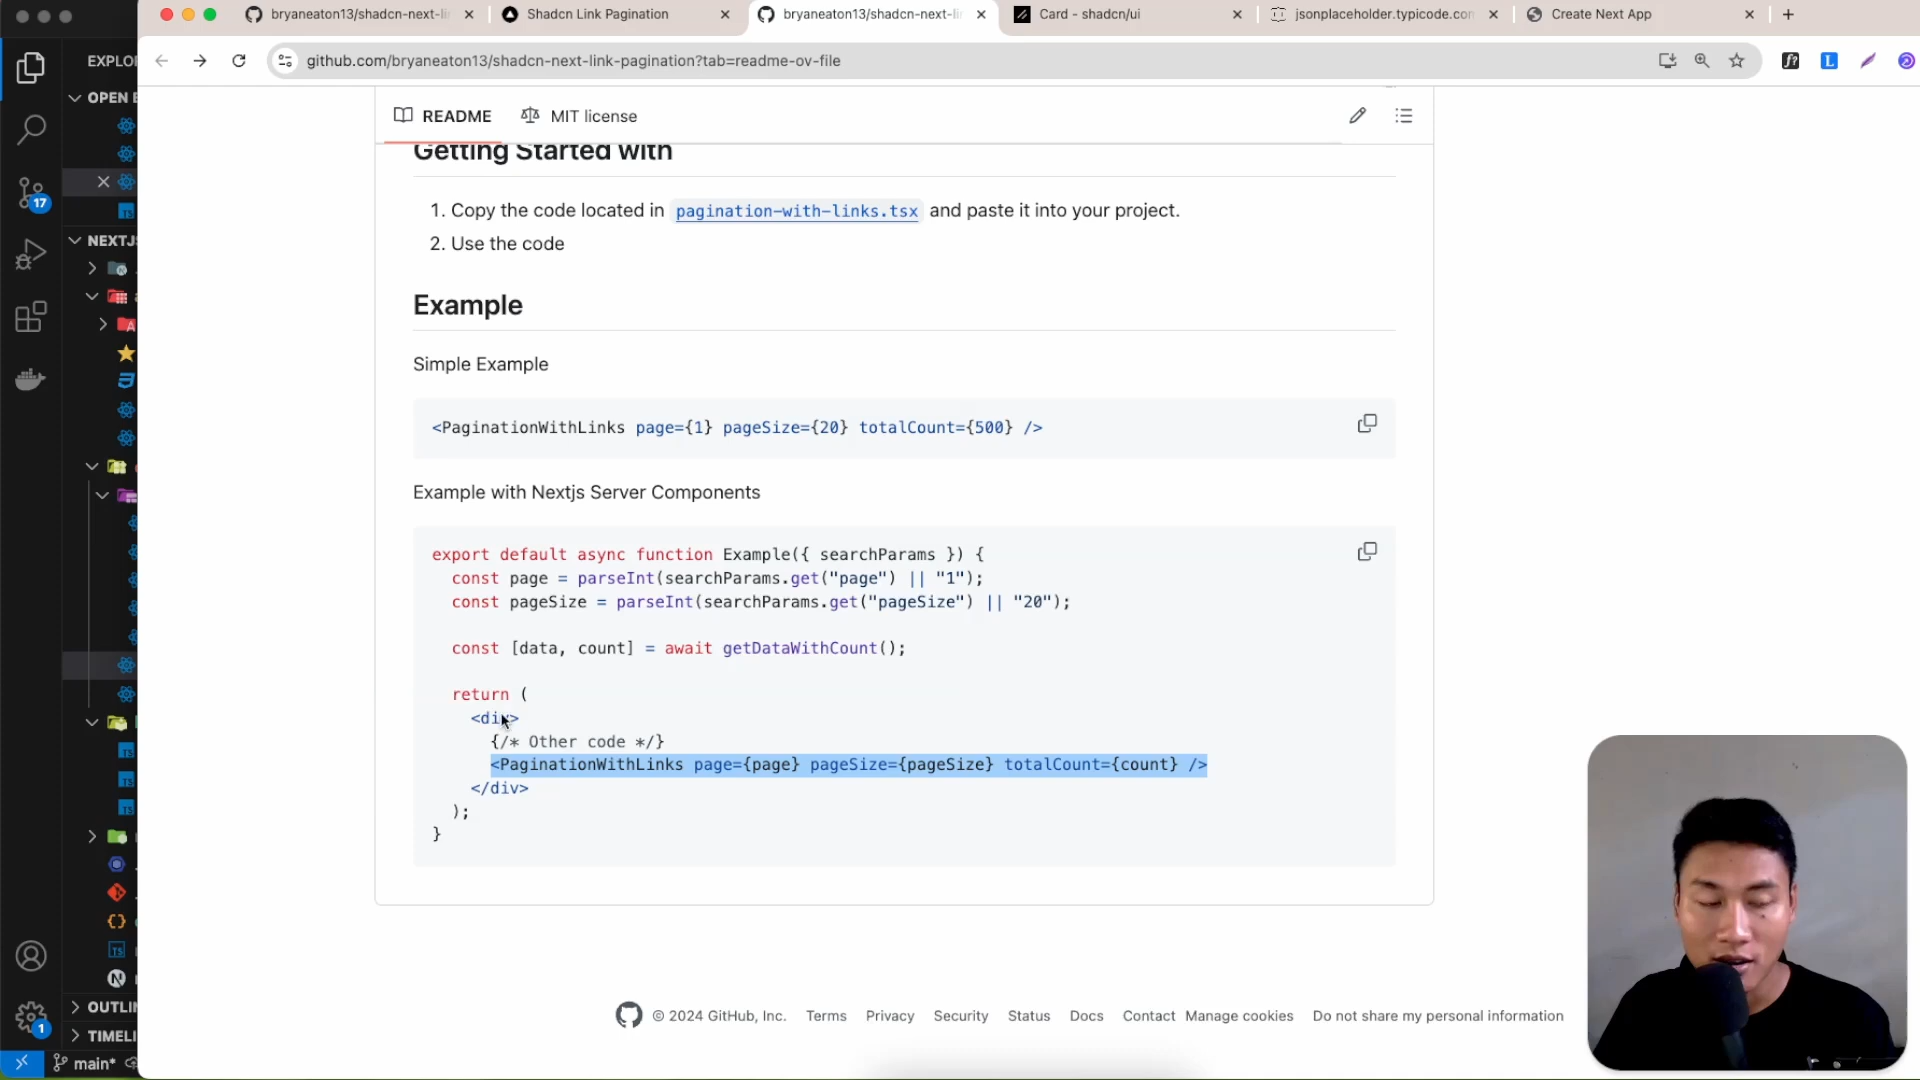 bryaneaton13/shadcn-next-li
Shadcn Link Pagination
bryaneaton13/shadcn-next-li
Card - shadcn/ui
jsonplaceholder.typicode.con
Create Next App
github.com/bryaneaton13/shadcn-next-link-pagination?tab=readme-ov-file
EXPLO
OPEN E
17
NEXTJ
OUTLIN
TIMELI
1
main*
README
MIT license
Getting Started with
1. Copy the code located in pagination-with-links.tsx and paste it into your project.
2. Use the code
Example
Simple Example
<PaginationWithLinks page={1} pageSize={20} totalCount={500} />
Example with Nextjs Server Components
export default async function Example({ searchParams }) {
const page = parseInt(searchParams.get("page") || "1");
const pageSize = parseInt(searchParams.get("pageSize") || "20");
const [data, count] = await getDataWithCount();
return (
<div>
{/* Other code */}
<PaginationWithLinks page={page} pageSize={pageSize} totalCount={count} />
</div>
);
}
© 2024 GitHub, Inc. Terms Privacy Security Status Docs Contact Manage cookies Do not share my personal information